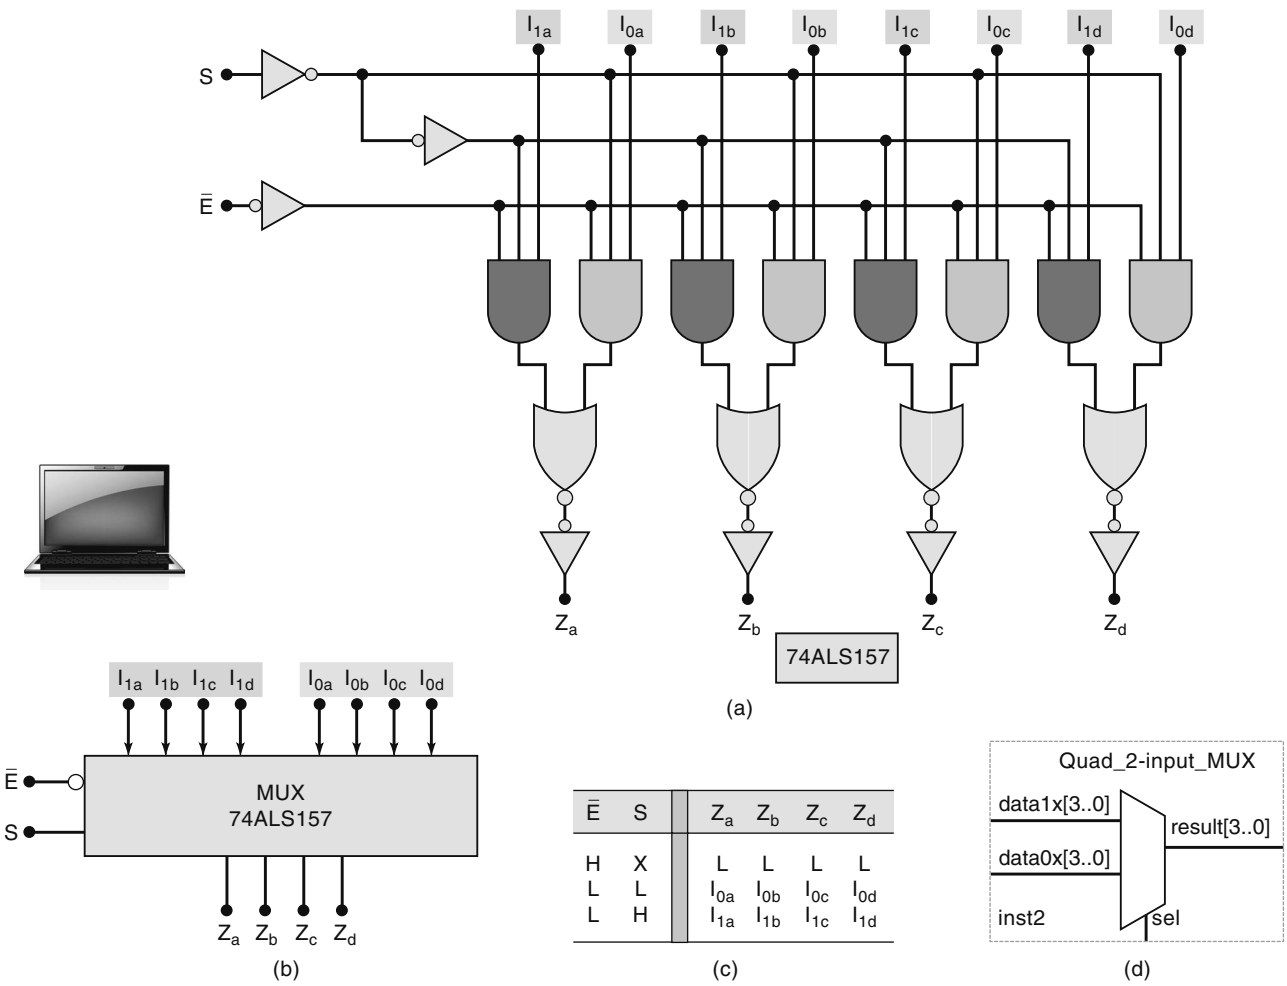 I1a I0a I1b I0b I1c I0c I1d I0d
S
E̅
Za Zb Zc Zd
74ALS157
(a)
I1a I1b I1c I1d I0a I0b I0c I0d
E̅
S
MUX
74ALS157
Za Zb Zc Zd
(b)
E̅ S Za Zb Zc Zd
H X L L L L
L L I0a I0b I0c I0d
L H I1a I1b I1c I1d
(c)
Quad_2-input_MUX
data1x[3..0]
result[3..0]
data0x[3..0]
inst2 sel
(d)